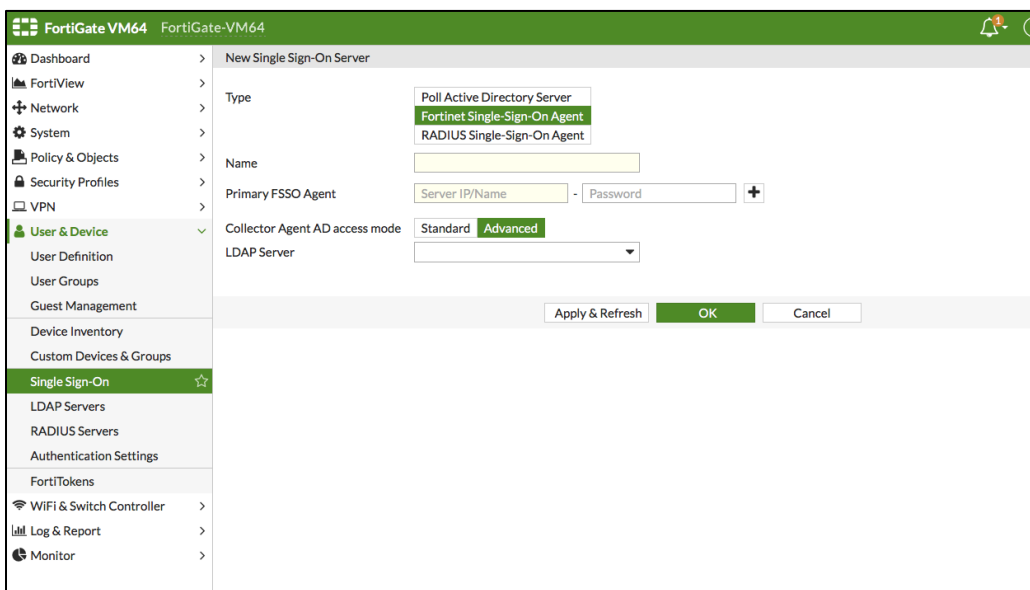 FortiGate VM64 FortiGate-VM64 1
Dashboard
FortiView
Network
System
Policy & Objects
Security Profiles
VPN
User & Device
User Definition
User Groups
Guest Management
Device Inventory
Custom Devices & Groups
Single Sign-On
LDAP Servers
RADIUS Servers
Authentication Settings
FortiTokens
WiFi & Switch Controller
Log & Report
Monitor
New Single Sign-On Server
Type
Poll Active Directory Server
Fortinet Single-Sign-On Agent
RADIUS Single-Sign-On Agent
Name
Primary FSSO Agent Server IP/Name - Password
Collector Agent AD access mode Standard Advanced
LDAP Server
Apply & Refresh OK Cancel